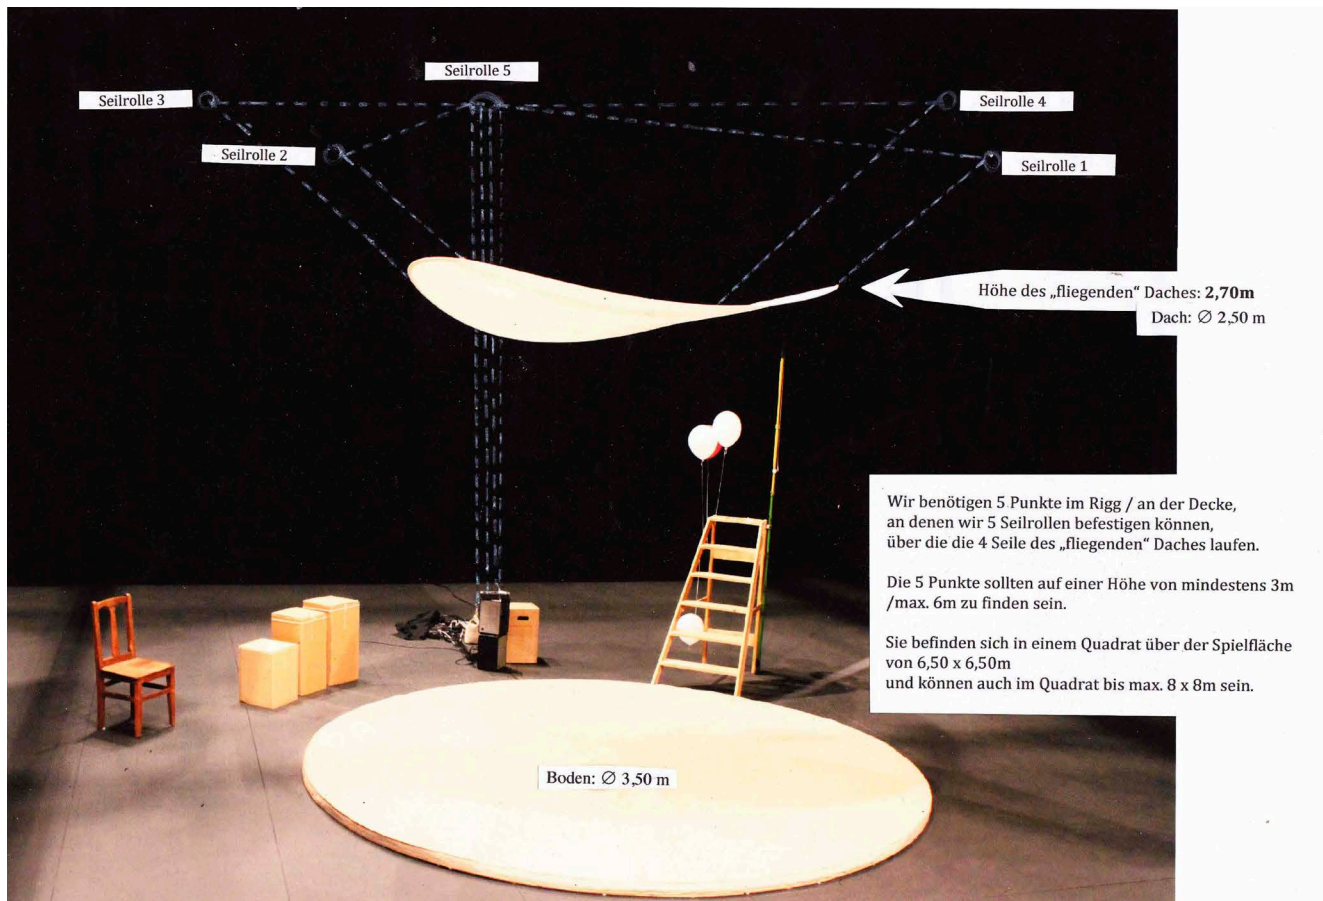 Seilrolle 5
Seilrolle 3
Seilrolle 4
Seilrolle 2
Seilrolle 1
Höhe des „fliegenden“ Daches: 2,70m
Dach: ∅ 2,50 m
Wir benötigen 5 Punkte im Rigg / an der Decke,
an denen wir 5 Seilrollen befestigen können,
über die die 4 Seile des „fliegenden“ Daches laufen.
Die 5 Punkte sollten auf einer Höhe von mindestens 3m
/max. 6m zu finden sein.
Sie befinden sich in einem Quadrat über der Spielfläche
von 6,50 x 6,50m
und können auch im Quadrat bis max. 8 x 8m sein.
Boden: ∅ 3,50 m